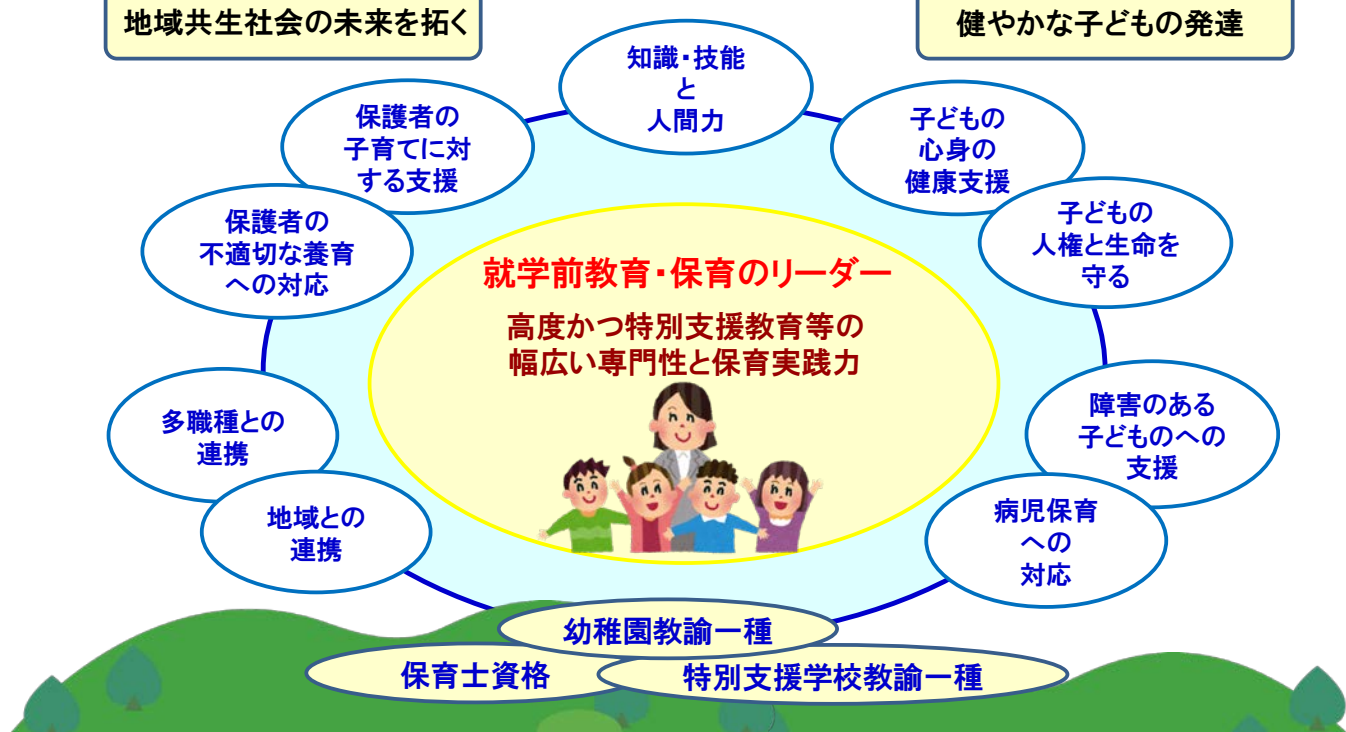 地域共生社会の未来を拓く
健やかな子どもの発達
知識・技能
と
人間力
保護者の
子育てに対
する支援
子どもの
心身の
健康支援
保護者の
不適切な養育
への対応
子どもの
人権と生命を
守る
就学前教育・保育のリーダー
高度かつ特別支援教育等の
幅広い専門性と保育実践力
多職種との
連携
障害のある
子どものへの
支援
地域との
連携
病児保育
への
対応
幼稚園教諭一種
保育士資格
特別支援学校教諭一種